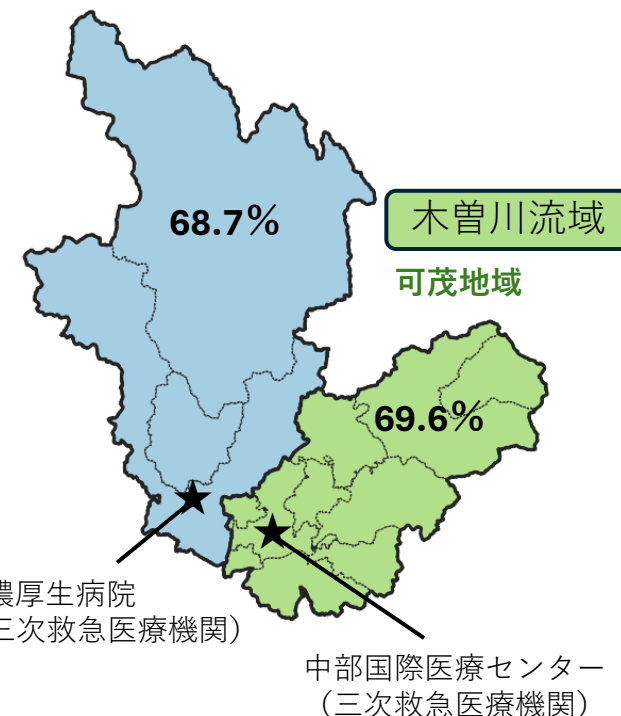 68.7%
木曽川流域
可茂地域
69.6%
濃厚生病院
三次救急医療機関）
中部国際医療センター
（三次救急医療機関）